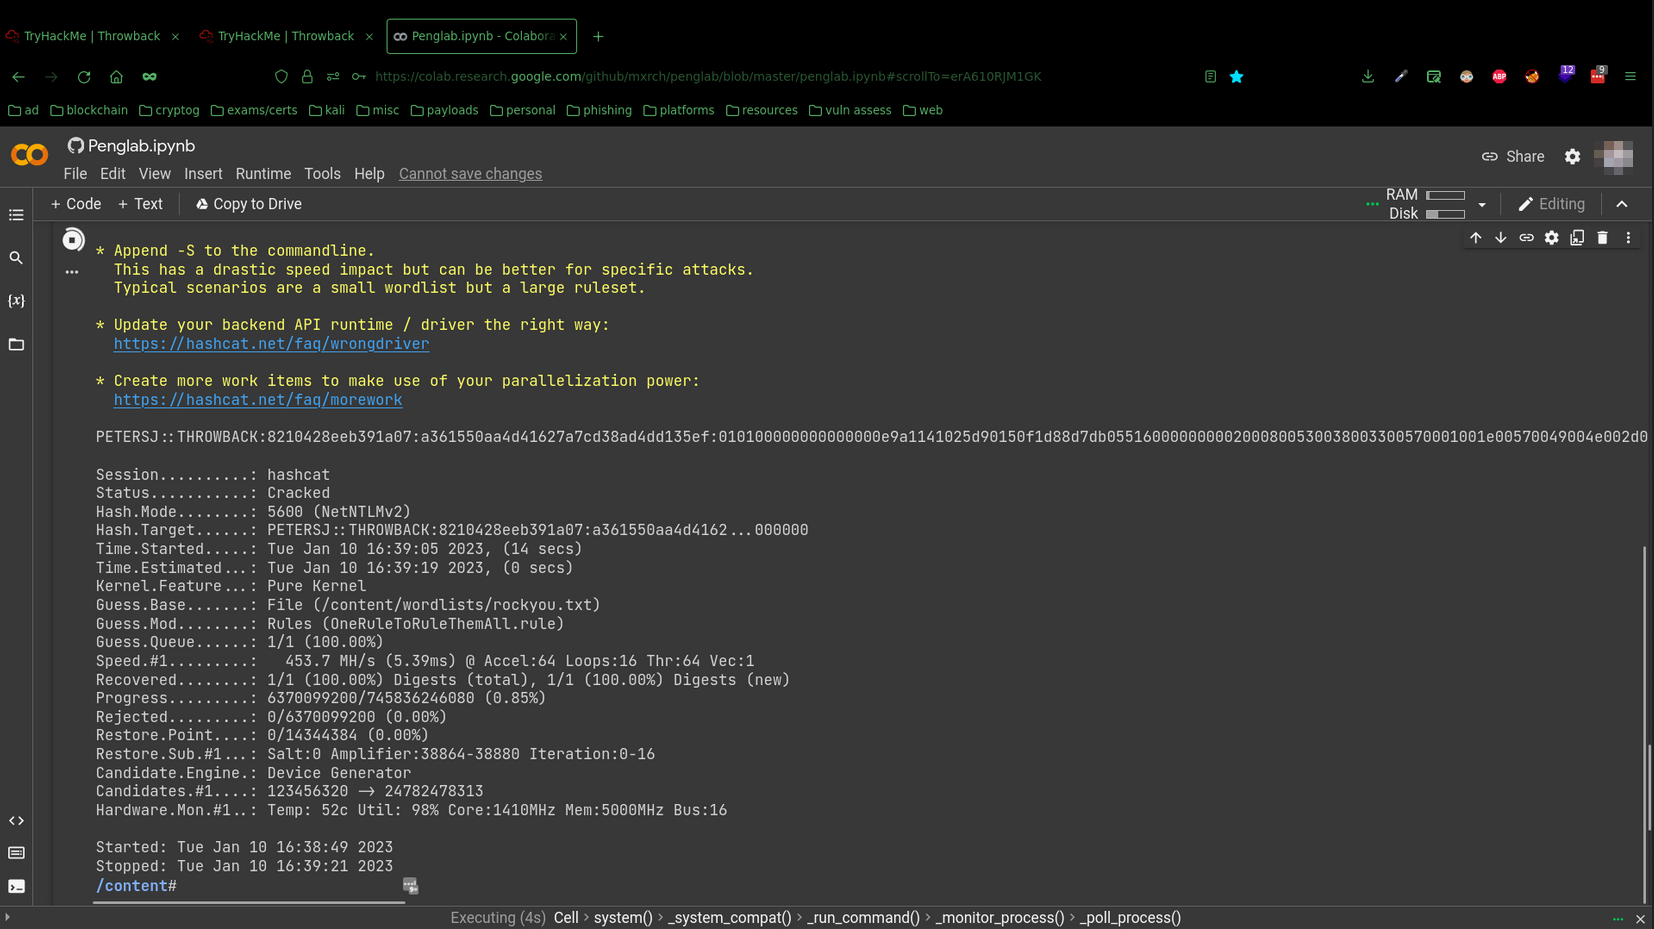 TryHackMe | Throwback × TryHackMe | Throwback × Penglab.ipynb - Colabora × +
https://colab.research.google.com/github/mxrch/penglab/blob/master/penglab.ipynb#scrollTo=erA610RJM1GK ABP 12 9
ad blockchain cryptog exams/certs kali misc payloads personal phishing platforms resources vuln assess web
Penglab.ipynb
Share
File Edit View Insert Runtime Tools Help Cannot save changes
+ Code + Text Copy to Drive RAM Disk Editing
* Append -S to the commandline.
This has a drastic speed impact but can be better for specific attacks.
Typical scenarios are a small wordlist but a large ruleset.
{x}
* Update your backend API runtime / driver the right way:
https://hashcat.net/faq/wrongdriver
* Create more work items to make use of your parallelization power:
https://hashcat.net/faq/morework
PETERSJ::THROWBACK:8210428eeb391a07:a361550aa4d41627a7cd38ad4dd135ef:010100000000000000e9a1141025d90150f1d88d7db05516000000000200080053003800330057000100​1e00570049004e002d0
Session..........: hashcat
Status...........: Cracked
Hash.Mode........: 5600 (NetNTLMv2)
Hash.Target......: PETERSJ::THROWBACK:8210428eeb391a07:a361550aa4d4162...000000
Time.Started.....: Tue Jan 10 16:39:05 2023, (14 secs)
Time.Estimated...: Tue Jan 10 16:39:19 2023, (0 secs)
Kernel.Feature...: Pure Kernel
Guess.Base.......: File (/content/wordlists/rockyou.txt)
Guess.Mod........: Rules (OneRuleToRuleThemAll.rule)
Guess.Queue......: 1/1 (100.00%)
Speed.#1.........:   453.7 MH/s (5.39ms) @ Accel:64 Loops:16 Thr:64 Vec:1
Recovered........: 1/1 (100.00%) Digests (total), 1/1 (100.00%) Digests (new)
Progress.........: 6370099200/745836246080 (0.85%)
Rejected.........: 0/6370099200 (0.00%)
Restore.Point....: 0/14344384 (0.00%)
Restore.Sub.#1...: Salt:0 Amplifier:38864-38880 Iteration:0-16
Candidate.Engine.: Device Generator
Candidates.#1....: 123456320 -> 24782478313
Hardware.Mon.#1..: Temp: 52c Util: 98% Core:1410MHz Mem:5000MHz Bus:16
Started: Tue Jan 10 16:38:49 2023
Stopped: Tue Jan 10 16:39:21 2023
/content#
Executing (4s) Cell > system() > _system_compat() > _run_command() > _monitor_process() > _poll_process()